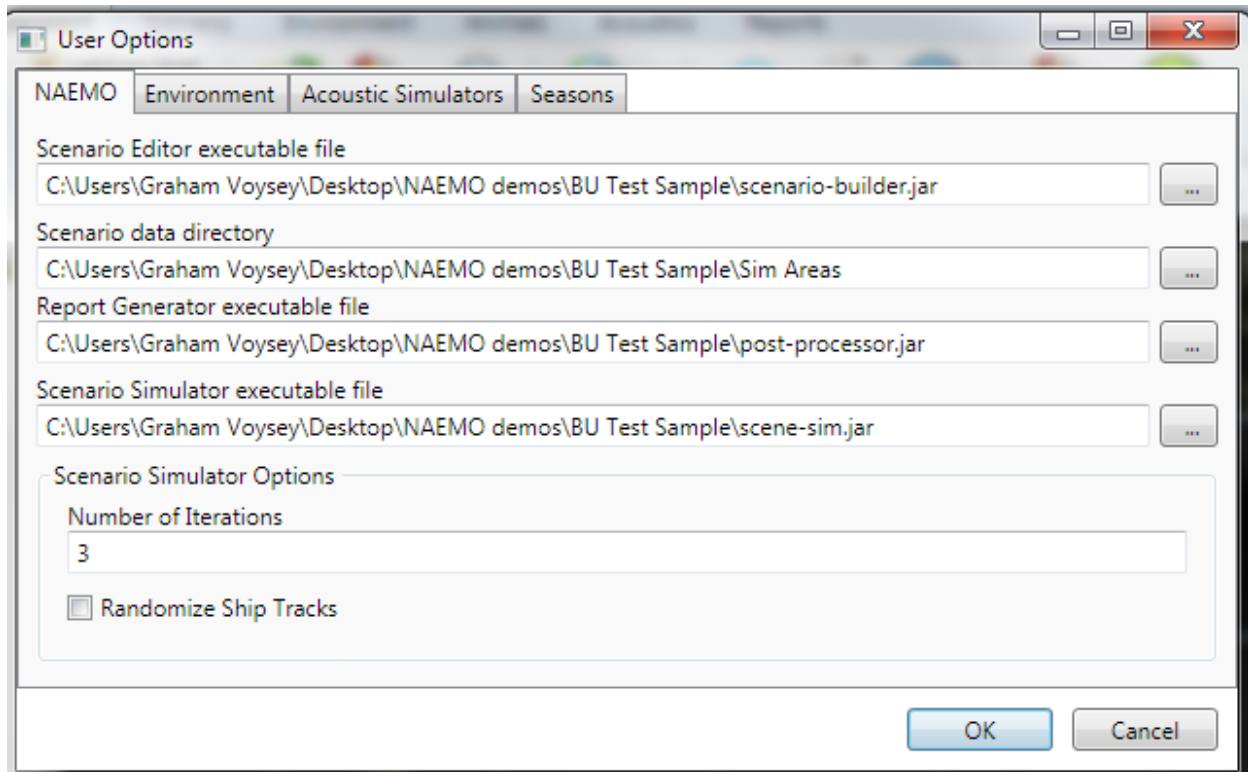 User Options
NAEMO Environment Acoustic Simulators Seasons
Scenario Editor executable file
C:\Users\Graham Voysey\Desktop\NAEMO demos\BU Test Sample\scenario-builder.jar
...
Scenario data directory
C:\Users\Graham Voysey\Desktop\NAEMO demos\BU Test Sample\Sim Areas
...
Report Generator executable file
C:\Users\Graham Voysey\Desktop\NAEMO demos\BU Test Sample\post-processor.jar
...
Scenario Simulator executable file
C:\Users\Graham Voysey\Desktop\NAEMO demos\BU Test Sample\scene-sim.jar
...
Scenario Simulator Options
Number of Iterations
3
Randomize Ship Tracks
OK Cancel